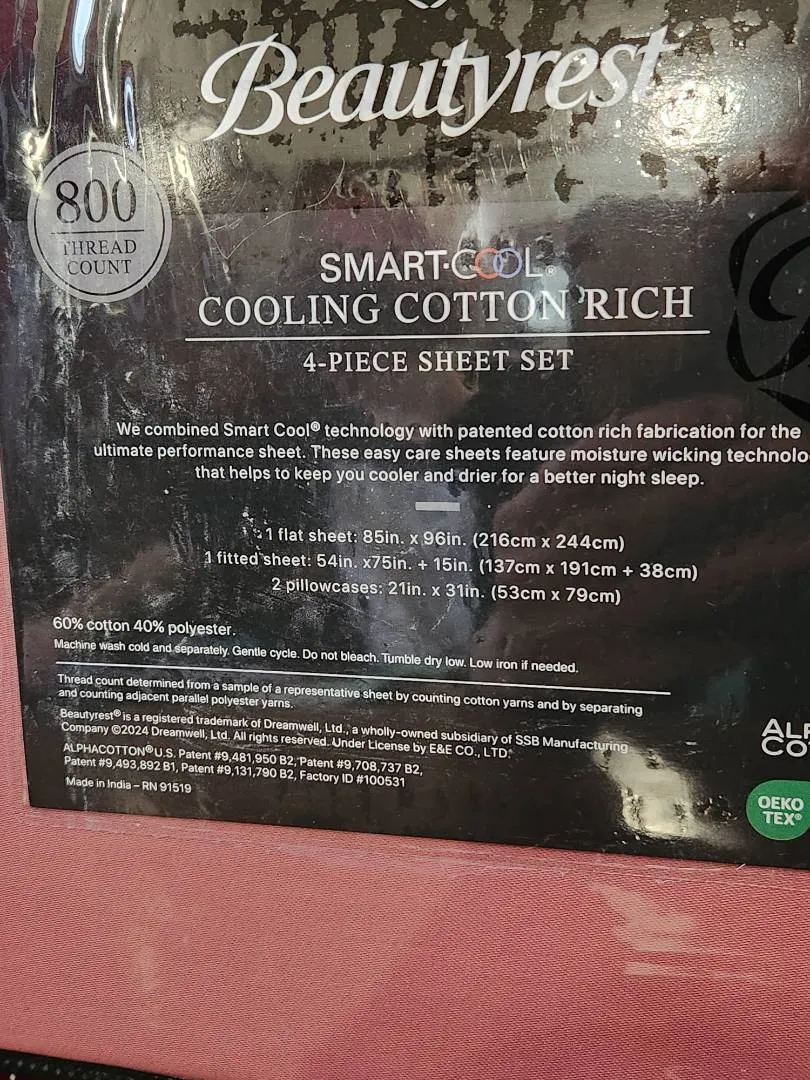 Beautyrest
800
THREAD
COUNT
SMART·COOL®
COOLING COTTON RICH
4-PIECE SHEET SET
We combined Smart Cool® technology with patented cotton rich fabrication for the
ultimate performance sheet. These easy care sheets feature moisture wicking technolo
that helps to keep you cooler and drier for a better night sleep.
1 flat sheet: 85in. x 96in. (216cm x 244cm)
1 fitted sheet: 54in. x75in. + 15in. (137cm x 191cm + 38cm)
2 pillowcases: 21in. x 31in. (53cm x 79cm)
60% cotton 40% polyester.
Machine wash cold and separately. Gentle cycle. Do not bleach. Tumble dry low. Low iron if needed.
Thread count determined from a sample of a representative sheet by counting cotton yarns and by separating
and counting adjacent parallel polyester yarns.
Beautyrest® is a registered trademark of Dreamwell, Ltd., a wholly-owned subsidiary of SSB Manufacturing
Company ©2024 Dreamwell, Ltd. All rights reserved. Under License by E&E CO., LTD.
ALPHACOTTON® U.S. Patent #9,481,950 B2, Patent #9,708,737 B2,
Patent #9,493,892 B1, Patent #9,131,790 B2, Factory ID #100531
Made in India – RN 91519
ALP
CO
OEKO
TEX®